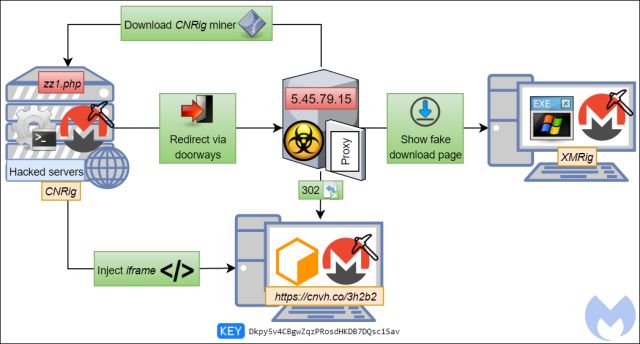 Download CNRig miner
zz1.php
5.45.79.15
EXE
>_
Redirect via
doorways
Proxy
Show fake
download page
Hacked servers
CNRig
XMRig
302
Inject iframe </>
https://cnvh.co/3h2b2
KEY Dkpy5v4CBgwZqzPRosdHKDB7DQsc1Sav